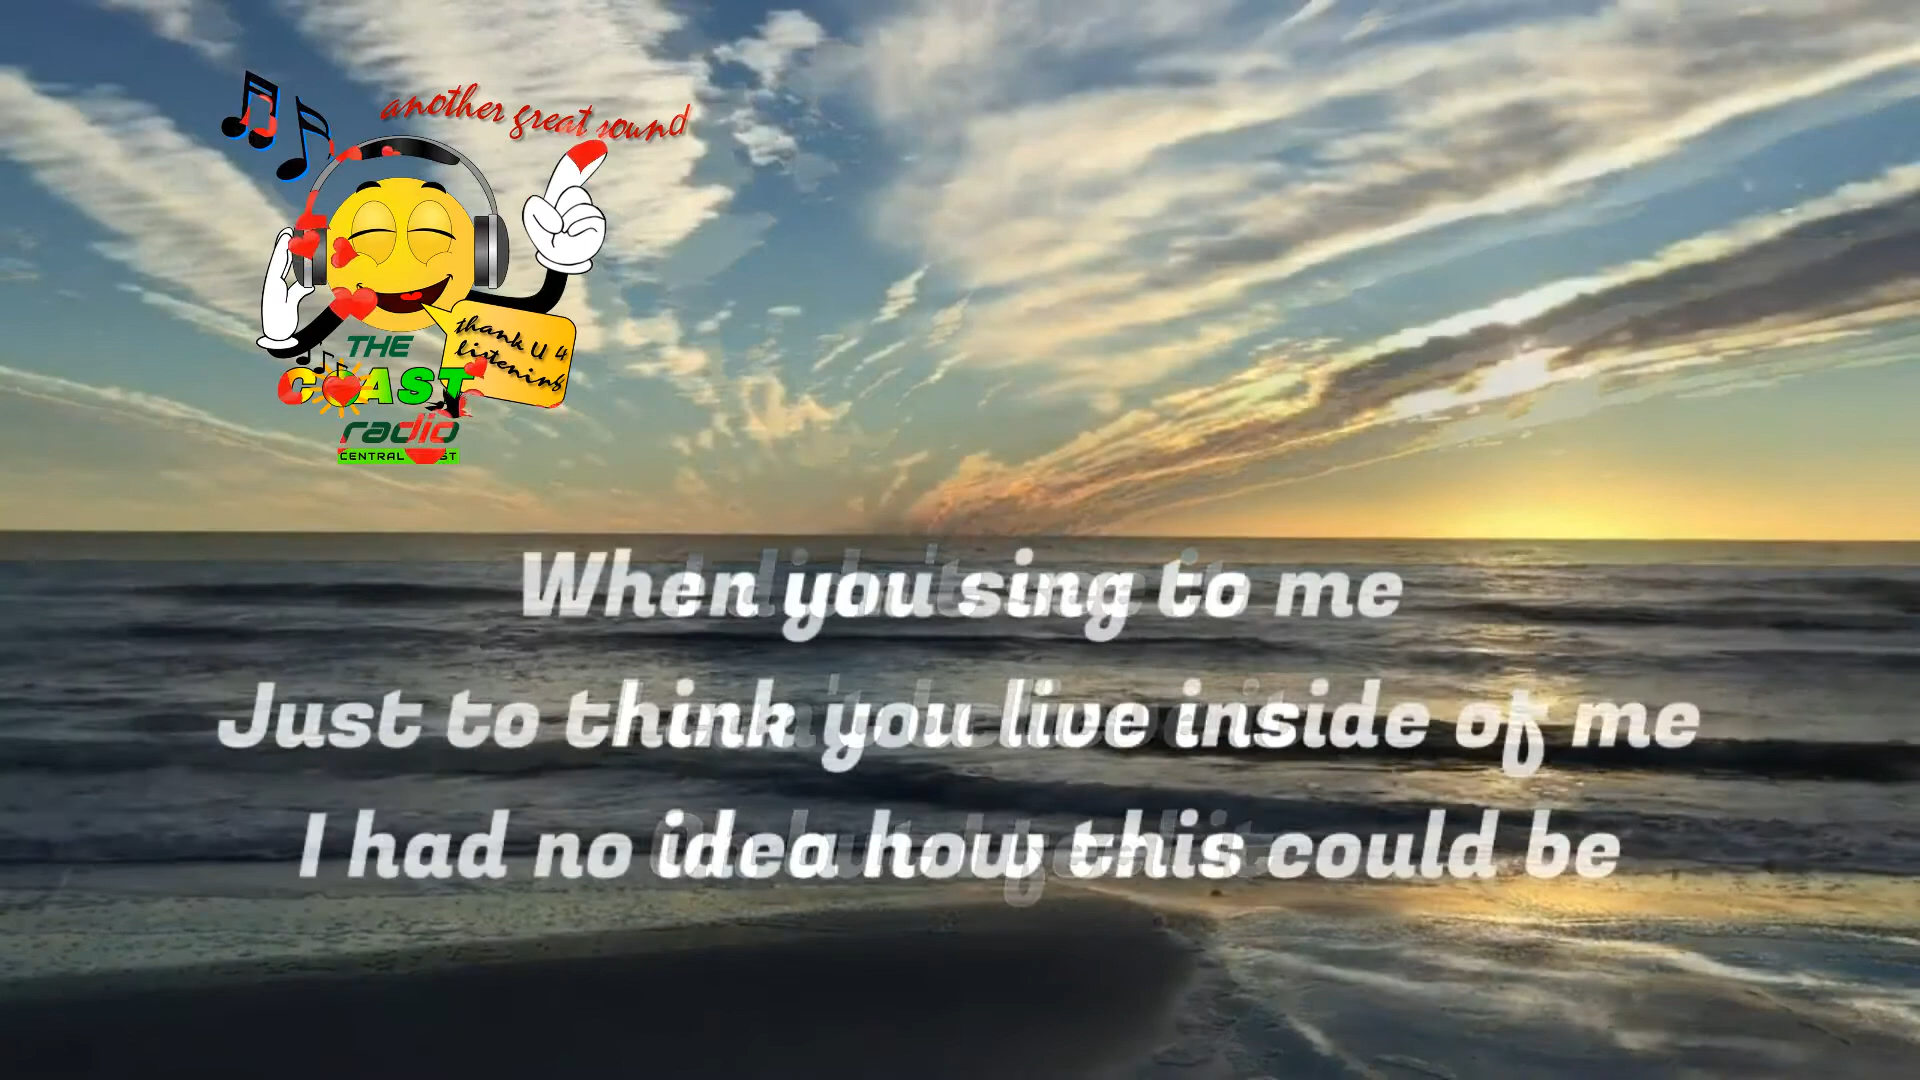 another great sound
thank U 4
listening
THE
COAST
radio
CENTRAL
When you sing to me
Just to think you live inside of me
I had no idea how this could be